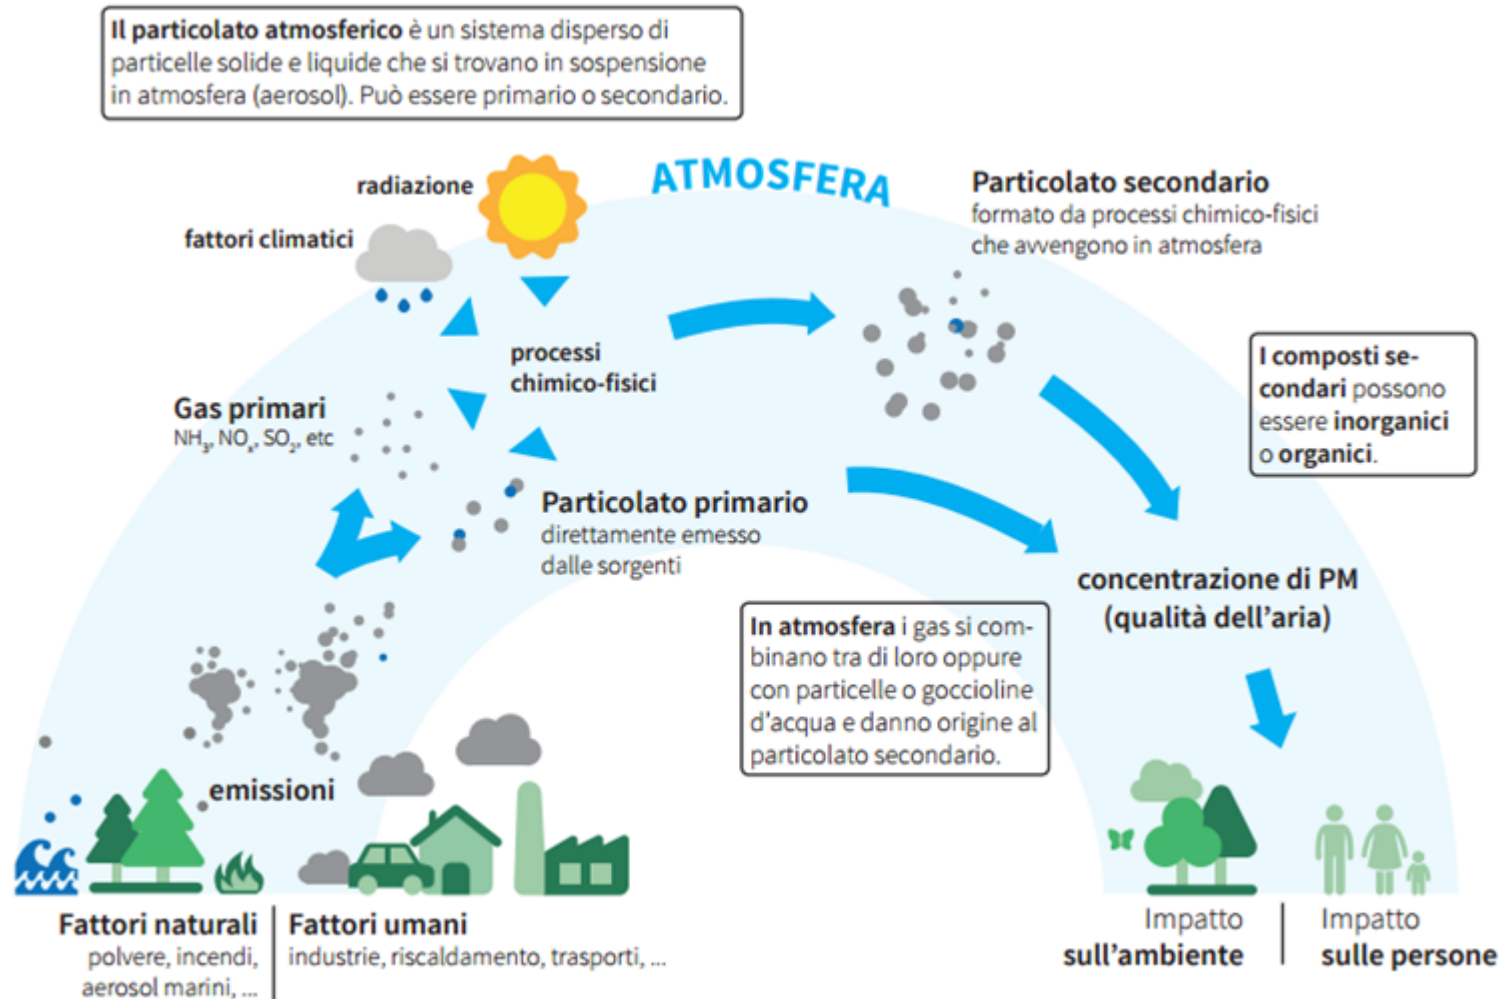 Il particolato atmosferico è un sistema disperso di
particelle solide e liquide che si trovano in sospensione
in atmosfera (aerosol). Può essere primario o secondario.
ATMOSFERA
radiazione
fattori climatici
Particolato secondario
formato da processi chimico-fisici
che avvengono in atmosfera
processi
chimico-fisici
I composti se-
condari possono
essere inorganici
o organici.
Gas primari
NH₃, NOₓ, SO₂, etc
Particolato primario
direttamente emesso
dalle sorgenti
concentrazione di PM
(qualità dell'aria)
In atmosfera i gas si com-
binano tra di loro oppure
con particelle o goccioline
d'acqua e danno origine al
particolato secondario.
emissioni
Fattori naturali
polvere, incendi,
aerosol marini, ...
Fattori umani
industrie, riscaldamento, trasporti, ...
Impatto
sull'ambiente
Impatto
sulle persone